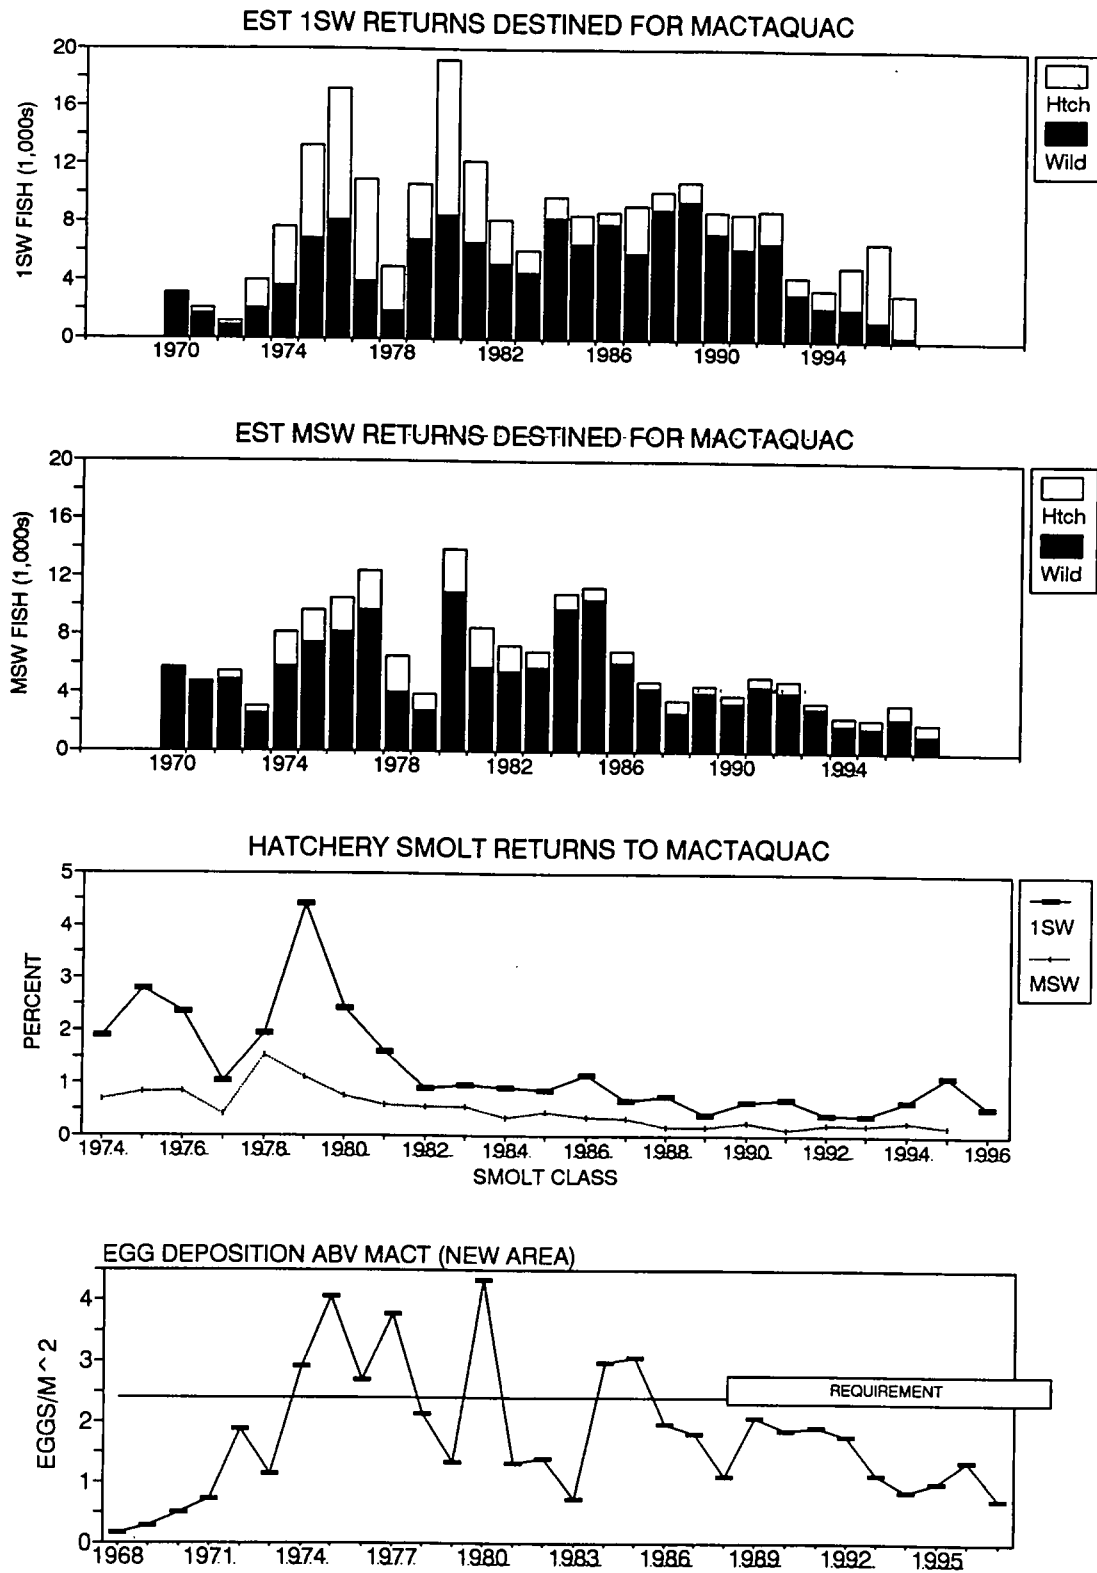 EST 1SW RETURNS DESTINED FOR MACTAQUAC
1SW FISH (1,000s)
20
16
12
8
4
0
1970 1974 1978 1982 1986 1990 1994
Htch
Wild
EST MSW RETURNS DESTINED FOR MACTAQUAC
MSW FISH (1,000s)
20
16
12
8
4
0
1970 1974 1978 1982 1986 1990 1994
Htch
Wild
HATCHERY SMOLT RETURNS TO MACTAQUAC
PERCENT
5
4
3
2
1
0
1974 1976 1978 1980 1982 1984 1986 1988 1990 1992 1994 1996
SMOLT CLASS
1SW
MSW
EGG DEPOSITION ABV MACT (NEW AREA)
EGGS/M^2
4
3
2
1
0
REQUIREMENT
1968 1971 1974 1977 1980 1983 1986 1989 1992 1995